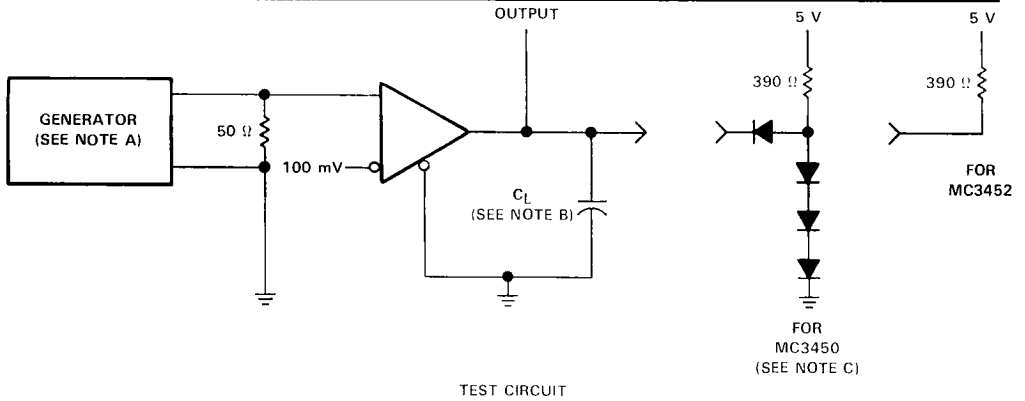 OUTPUT
5 V
5 V
390 Ω
390 Ω
GENERATOR
(SEE NOTE A)
50 Ω
100 mV
CL
(SEE NOTE B)
FOR
MC3452
FOR
MC3450
(SEE NOTE C)
TEST CIRCUIT